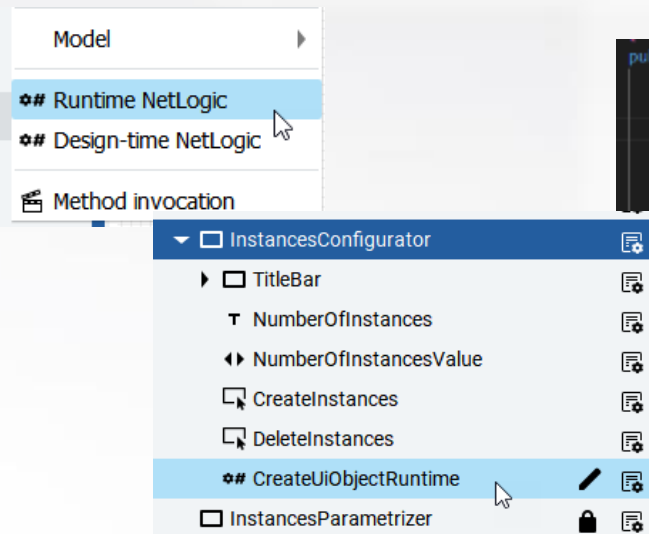 Model
Runtime NetLogic
Design-time NetLogic
Method invocation
InstancesConfigurator
TitleBar
NumberOfInstances
NumberOfInstancesValue
CreateInstances
DeleteInstances
CreateUiObjectRuntime
InstancesParametrizer